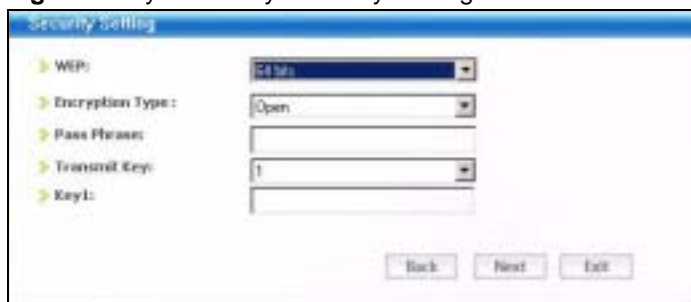 Security Setting
WEP: 64 bits
Encryption Type : Open
Pass Phrase:
Transmit Key: 1
Key1:
Back Next Exit